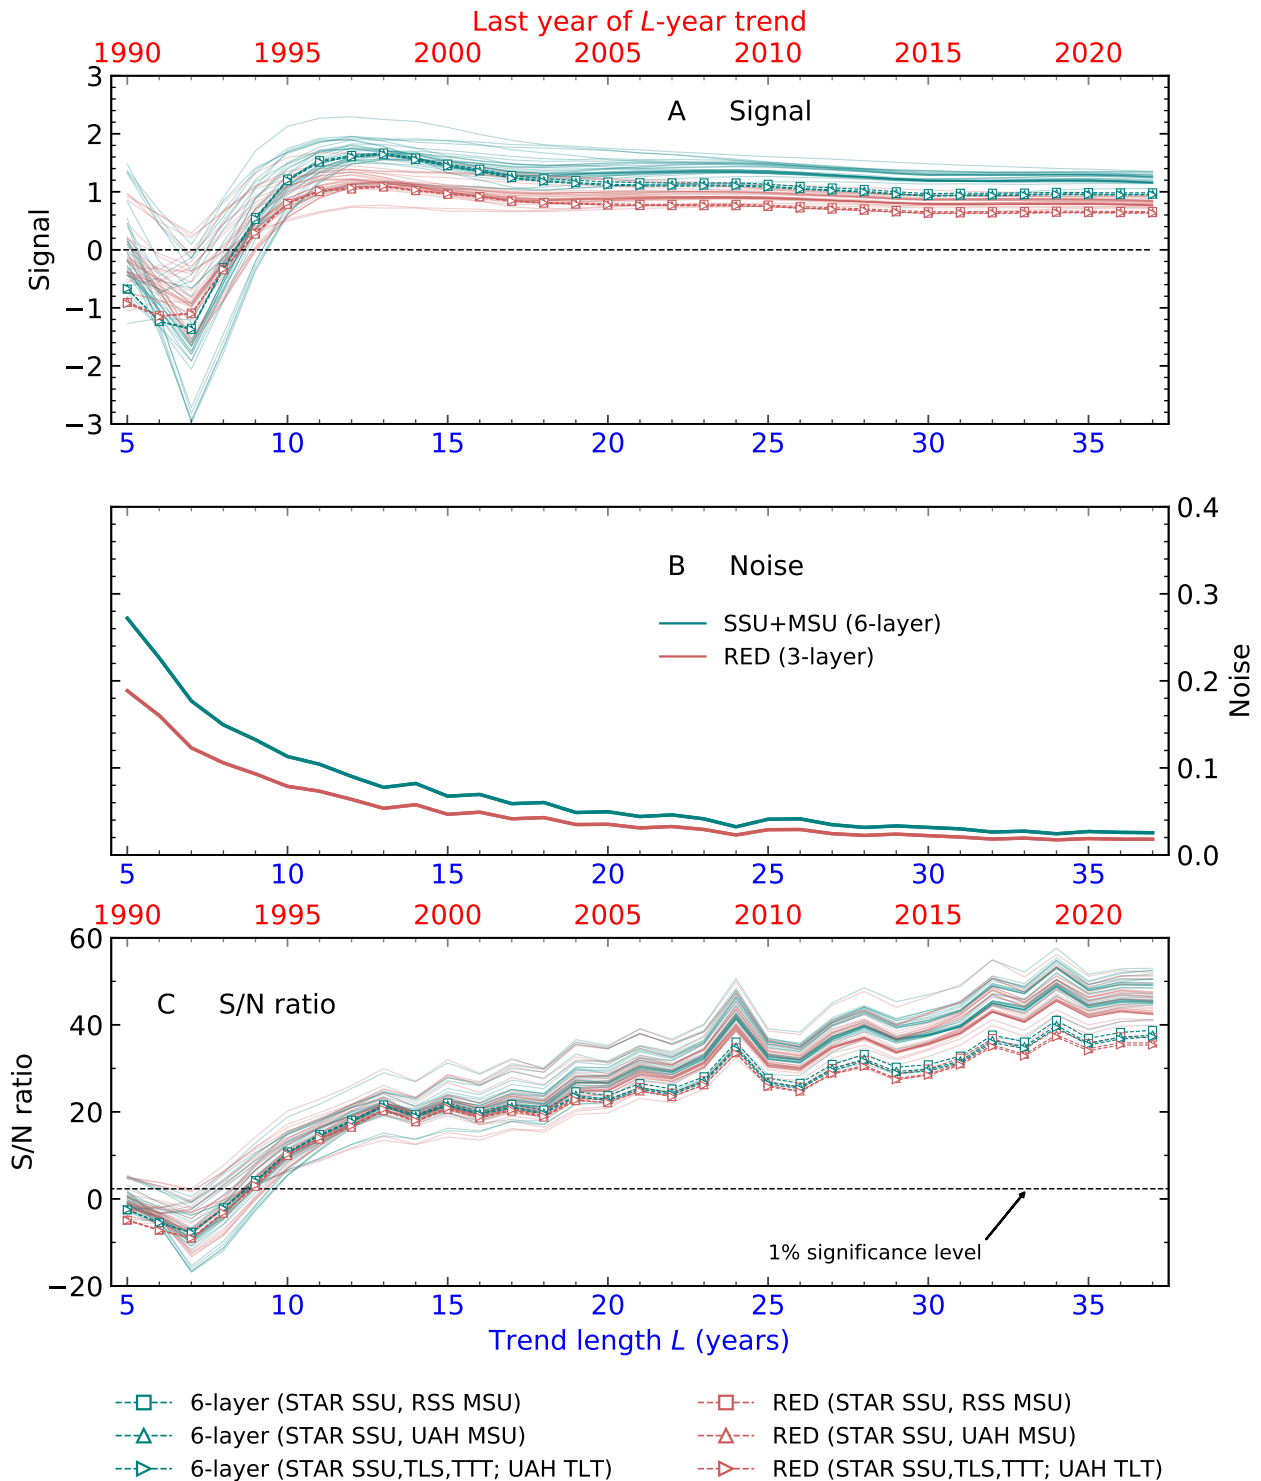 Last year of L-year trend
1990 1995 2000 2005 2010 2015 2020
A Signal
3
2
1
0
−1
−2
−3
Signal
5 10 15 20 25 30 35
B Noise
SSU+MSU (6-layer)
RED (3-layer)
0.4
0.3
0.2
0.1
0.0
Noise
5 10 15 20 25 30 35
1990 1995 2000 2005 2010 2015 2020
60
40
20
0
−20
S/N ratio
C S/N ratio
1% significance level
5 10 15 20 25 30 35
Trend length L (years)
6-layer (STAR SSU, RSS MSU)
6-layer (STAR SSU, UAH MSU)
6-layer (STAR SSU,TLS,TTT; UAH TLT)
RED (STAR SSU, RSS MSU)
RED (STAR SSU, UAH MSU)
RED (STAR SSU,TLS,TTT; UAH TLT)